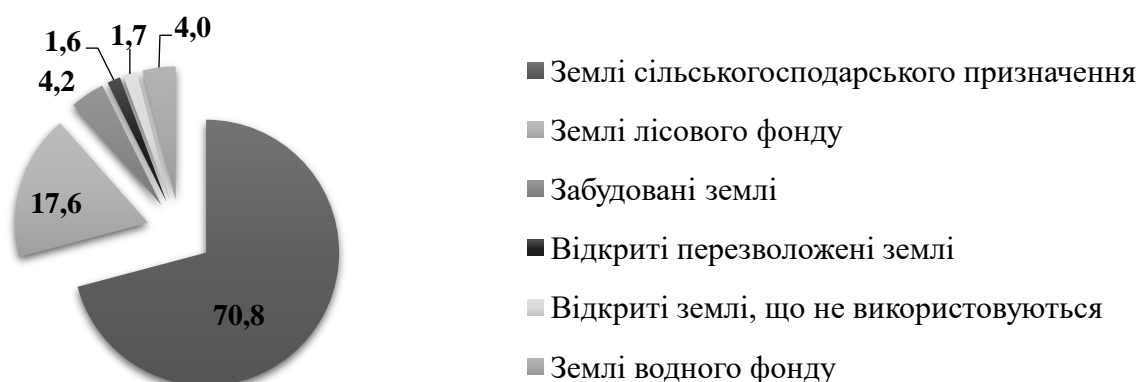 1,6
1,7
4,0
4,2
17,6
70,8
Землі сільськогосподарського призначення
Землі лісового фонду
Забудовані землі
Відкриті перезволожені землі
Відкриті землі, що не використовуються
Землі водного фонду